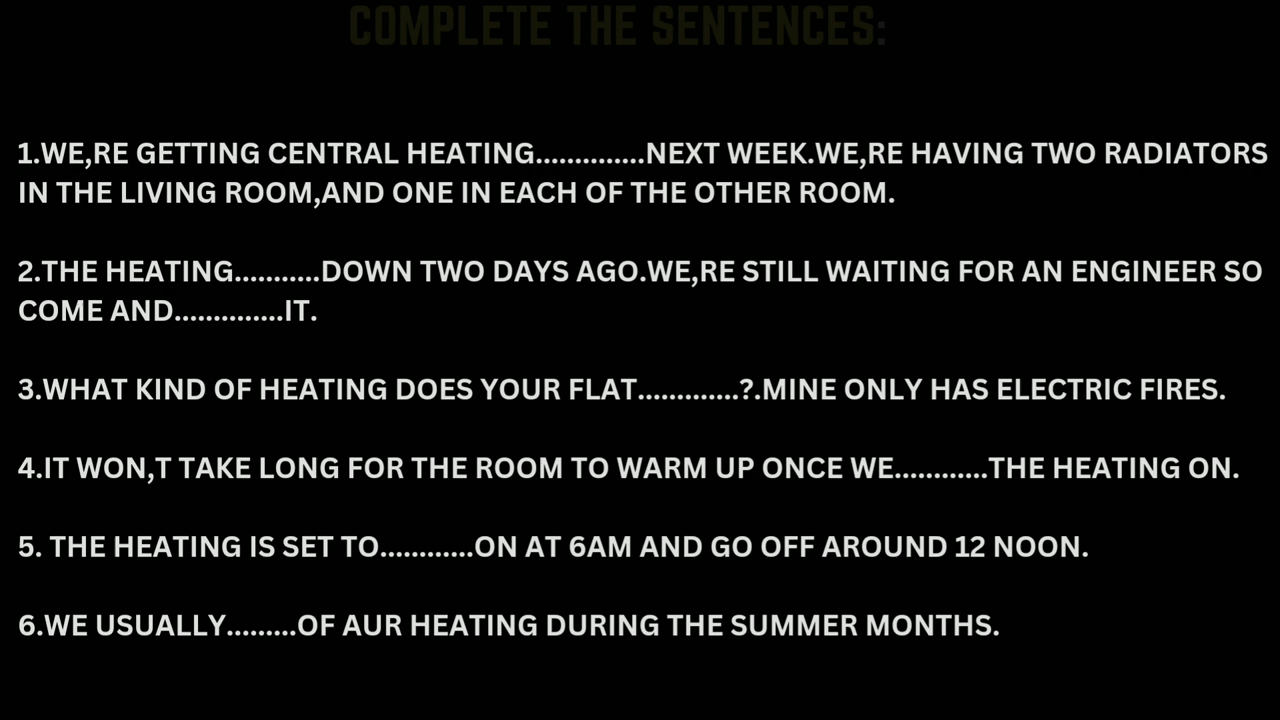 COMPLETE THE SENTENCES:
1.WE,RE GETTING CENTRAL HEATING..............NEXT WEEK.WE,RE HAVING TWO RADIATORS
IN THE LIVING ROOM,AND ONE IN EACH OF THE OTHER ROOM.
2.THE HEATING...........DOWN TWO DAYS AGO.WE,RE STILL WAITING FOR AN ENGINEER SO
COME AND..............IT.
3.WHAT KIND OF HEATING DOES YOUR FLAT.............?.MINE ONLY HAS ELECTRIC FIRES.
4.IT WON,T TAKE LONG FOR THE ROOM TO WARM UP ONCE WE............THE HEATING ON.
5. THE HEATING IS SET TO............ON AT 6AM AND GO OFF AROUND 12 NOON.
6.WE USUALLY.........OF AUR HEATING DURING THE SUMMER MONTHS.